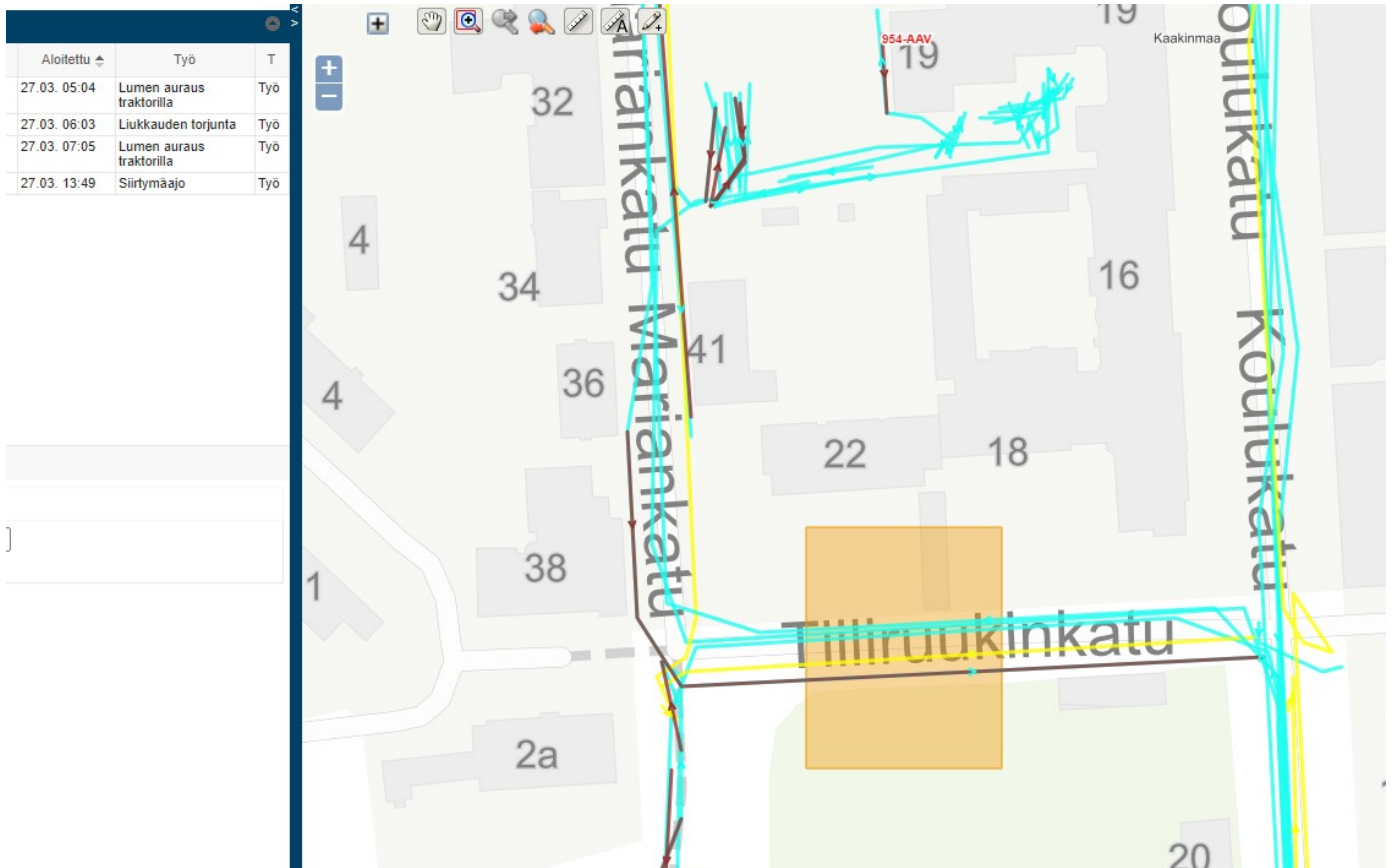 Aloitettu Työ T
27.03. 05:04 Lumen auraus traktorilla Työ
27.03. 06:03 Liukkauden torjunta Työ
27.03. 07:05 Lumen auraus traktorilla Työ
27.03. 13:49 Siirtymäajo Työ
A
19
19
Kaakinmaa
954-AAV
32
4
34
16
41
36
4
22
18
38
1
2a
20
Mariankatu
Koulukatu
Koulukatu
Tiiliruukinkatu